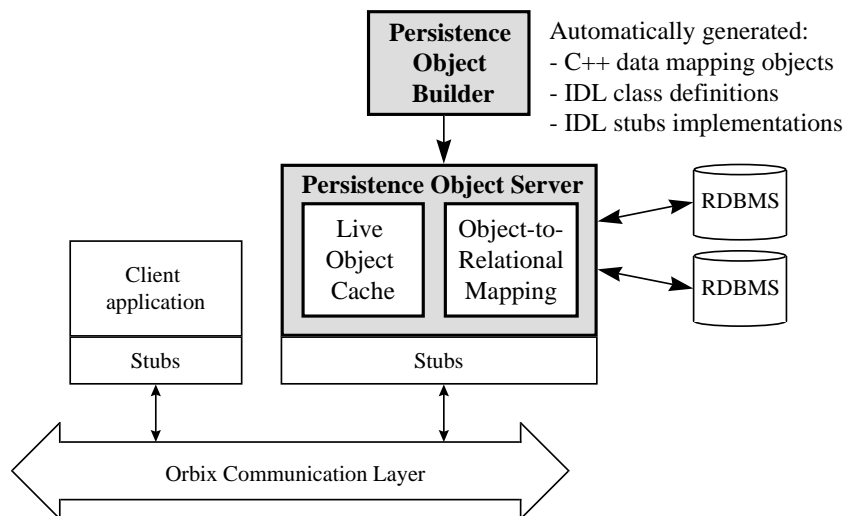 Persistence
Object
Builder
Automatically generated:
- C++ data mapping objects
- IDL class definitions
- IDL stubs implementations
Persistence Object Server
Live
Object
Cache
Object-to-
Relational
Mapping
RDBMS
RDBMS
Client
application
Stubs
Stubs
Orbix Communication Layer